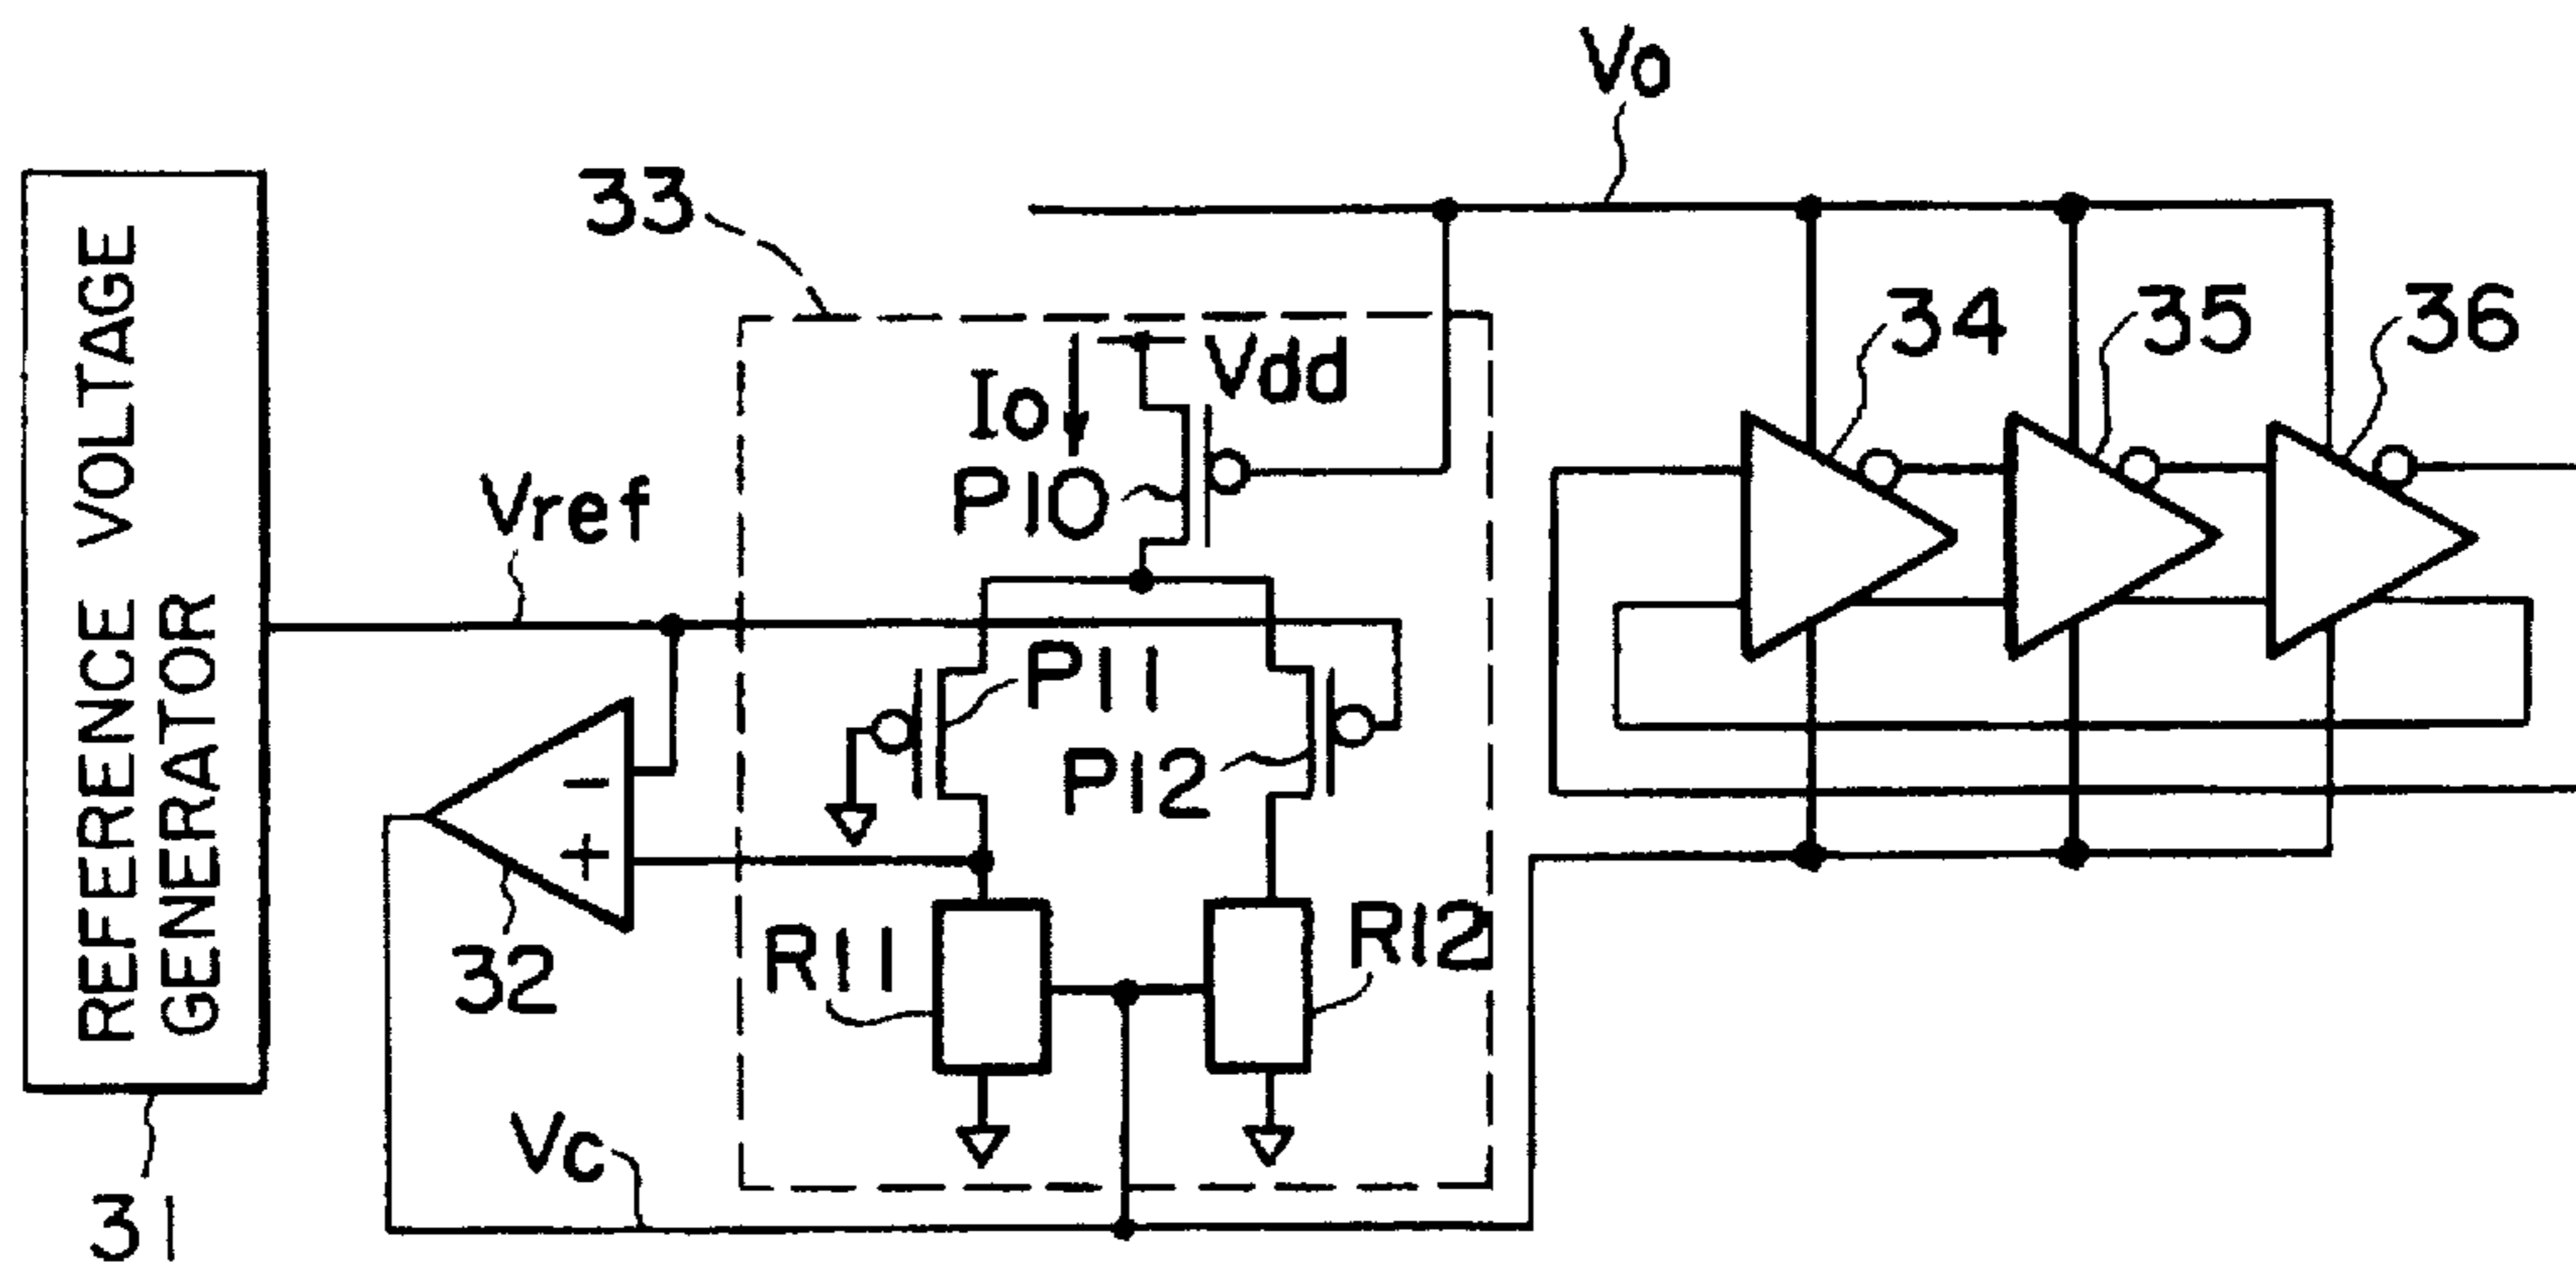 Vo
33
34
35
36
Vdd
Io
P10
Vref
REFERENCE VOLTAGE
GENERATOR
P11
P12
−
+
32
R11
R12
Vc
31